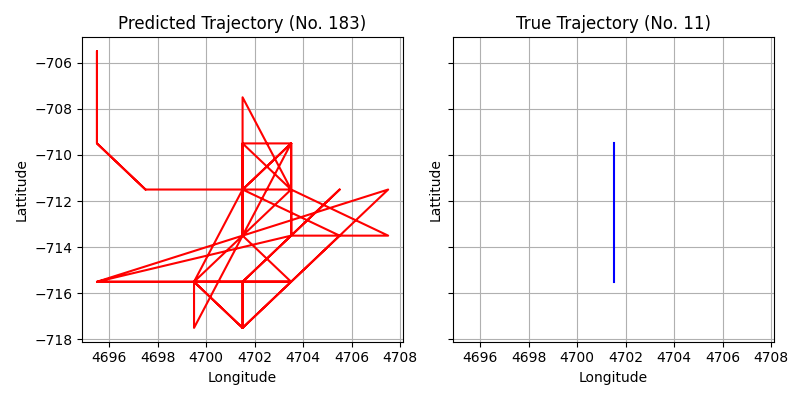 Predicted Trajectory (No. 183)
True Trajectory (No. 11)
Lattitude
−706
−708
−710
−712
−714
−716
−718
4696 4698 4700 4702 4704 4706 4708
Longitude
Lattitude
4696 4698 4700 4702 4704 4706 4708
Longitude